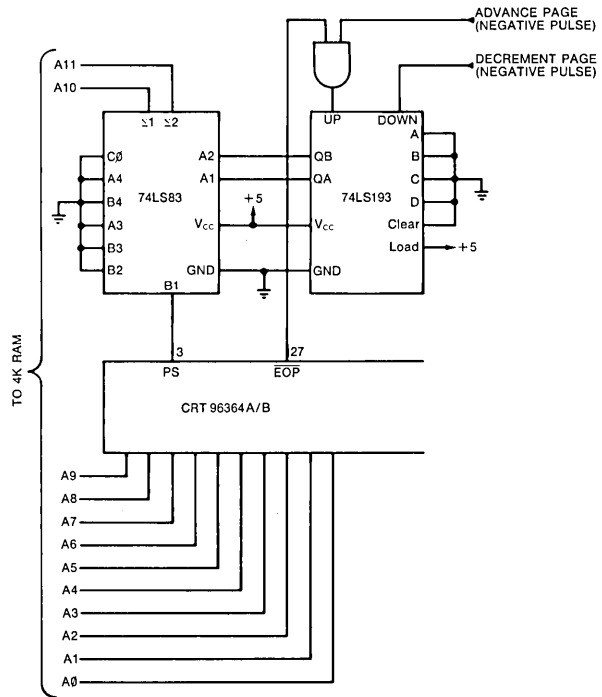 ADVANCE PAGE
(NEGATIVE PULSE)
DECREMENT PAGE
(NEGATIVE PULSE)
A11
A10
Σ1 Σ2
UP DOWN
CØ
A4
B4
A3
B3
B2
74LS83
A2
A1
VCC
GND
B1
+5
QB
QA
VCC
GND
74LS193
A
B
C
D
Clear
Load
+5
3
PS
27
EOP
CRT 96364A/B
TO 4K RAM
A9
A8
A7
A6
A5
A4
A3
A2
A1
AØ